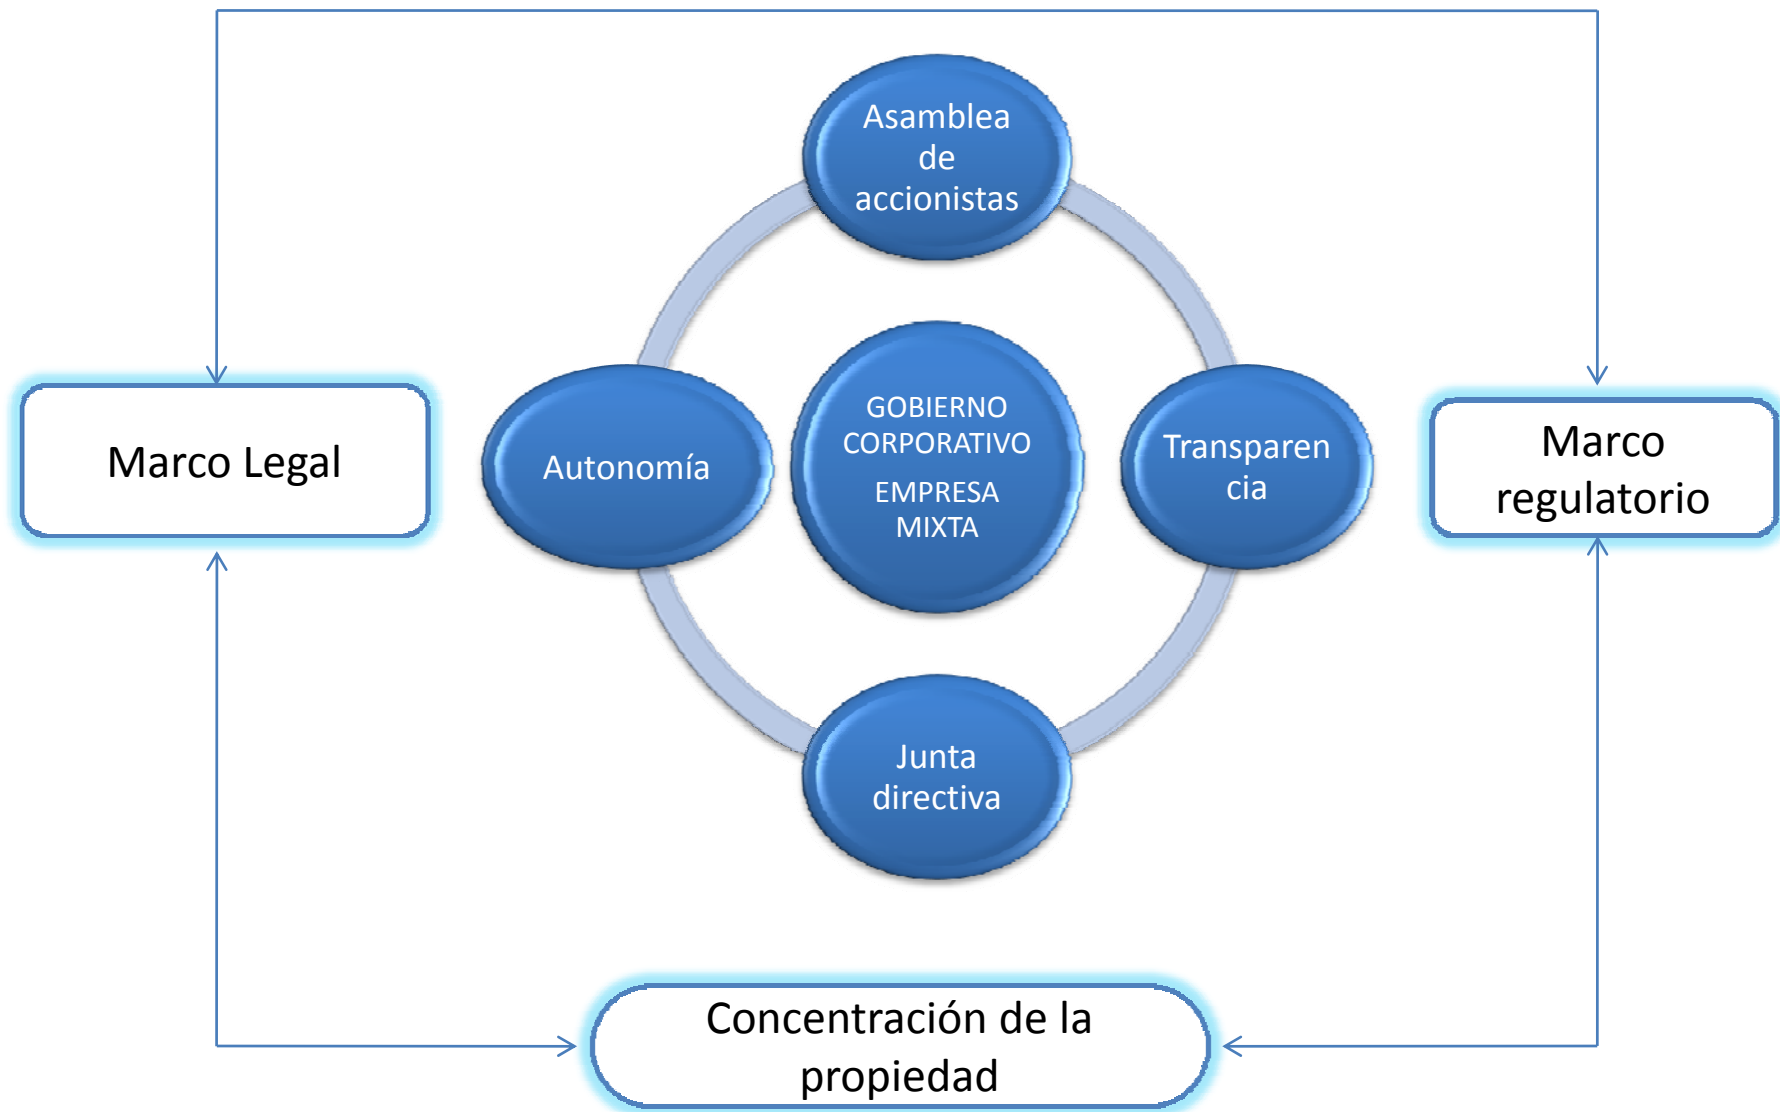 Asamblea
de
accionistas
Marco Legal
Autonomía
GOBIERNO
CORPORATIVO
EMPRESA
MIXTA
Transparen
cia
Marco
regulatorio
Junta
directiva
Concentración de la
propiedad